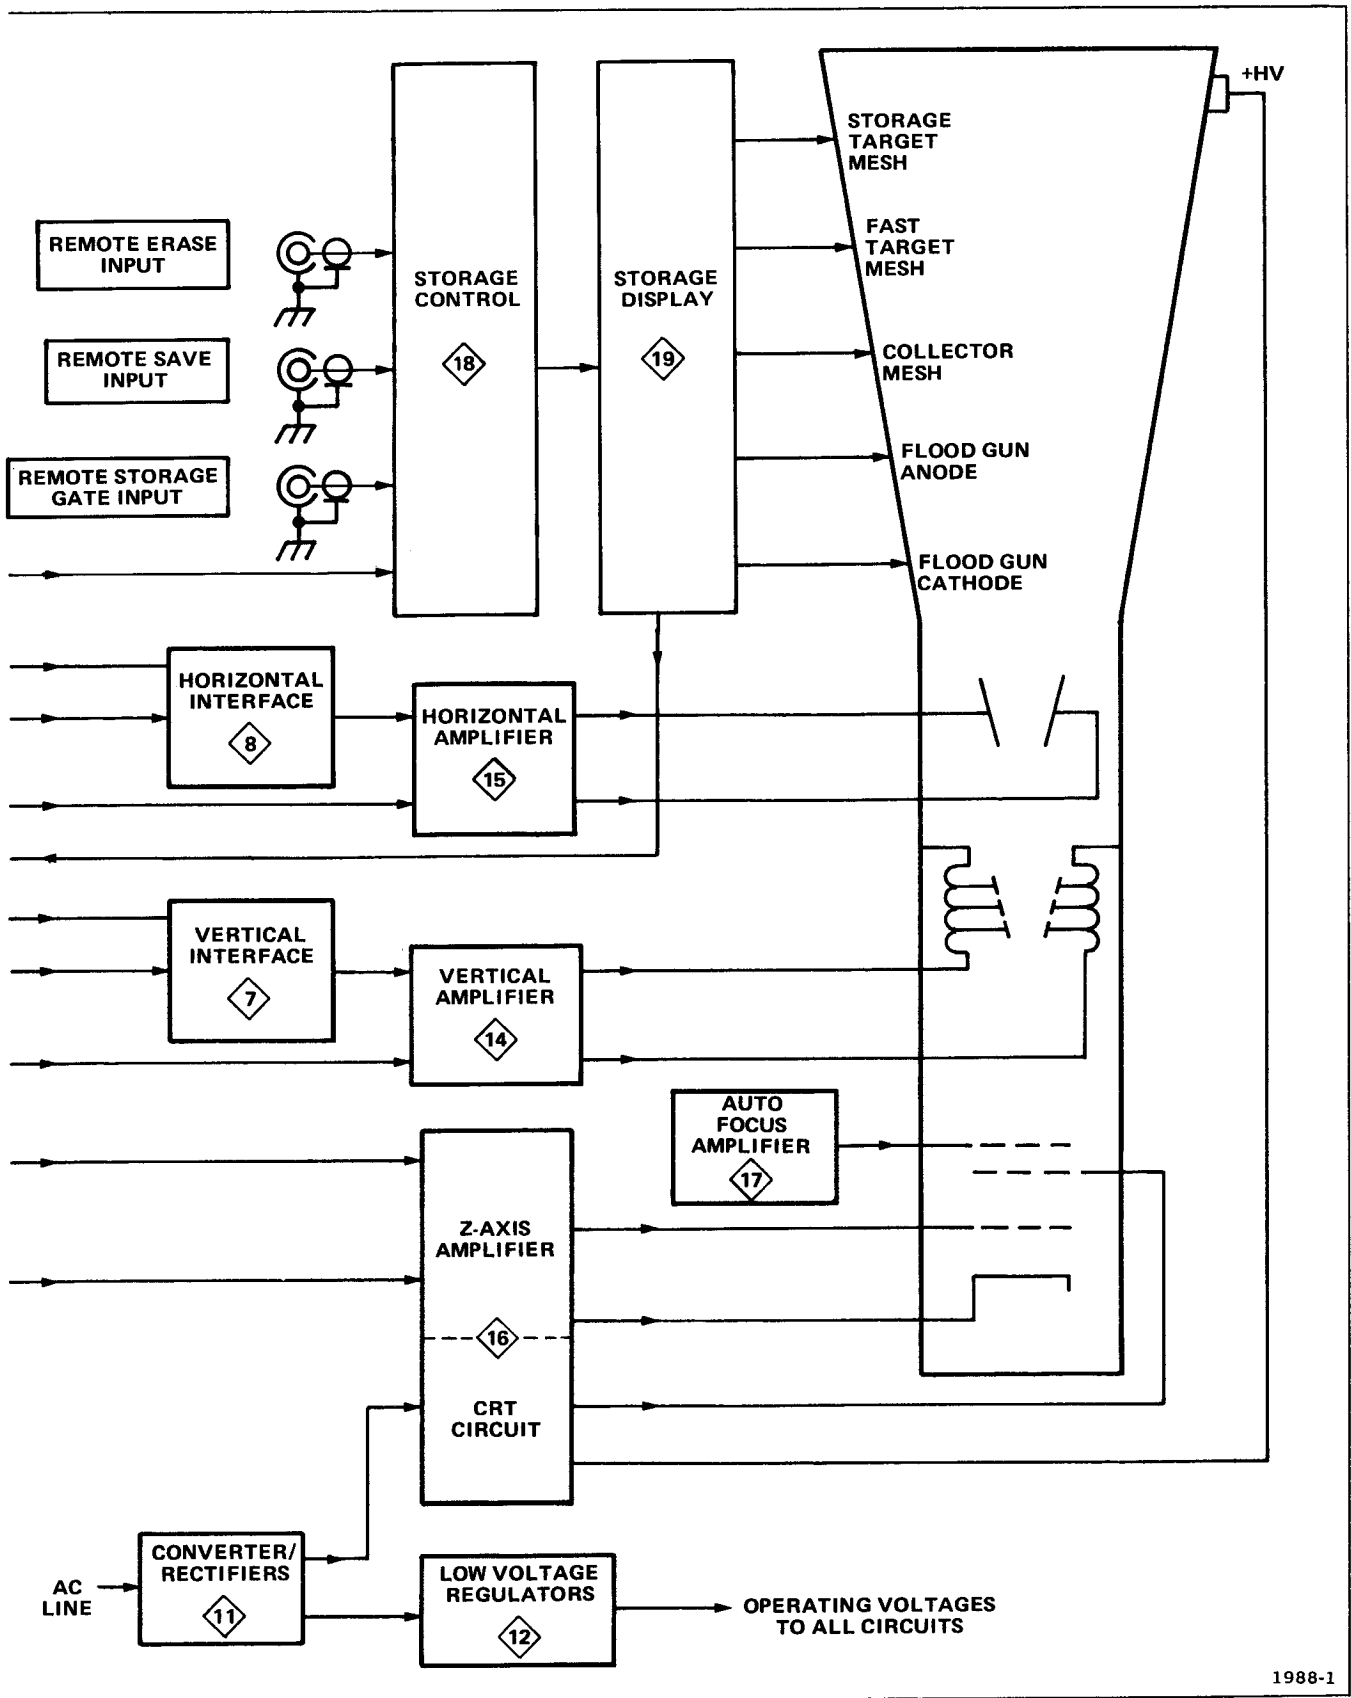 +HV
STORAGE
TARGET
MESH
REMOTE ERASE
INPUT
FAST
TARGET
MESH
STORAGE
CONTROL
18
STORAGE
DISPLAY
19
REMOTE SAVE
INPUT
COLLECTOR
MESH
REMOTE STORAGE
GATE INPUT
FLOOD GUN
ANODE
FLOOD GUN
CATHODE
HORIZONTAL
INTERFACE
8
HORIZONTAL
AMPLIFIER
15
VERTICAL
INTERFACE
7
VERTICAL
AMPLIFIER
14
AUTO
FOCUS
AMPLIFIER
17
Z-AXIS
AMPLIFIER
16
CRT
CIRCUIT
CONVERTER/
RECTIFIERS
11
AC
LINE
LOW VOLTAGE
REGULATORS
12
OPERATING VOLTAGES
TO ALL CIRCUITS
1988-1